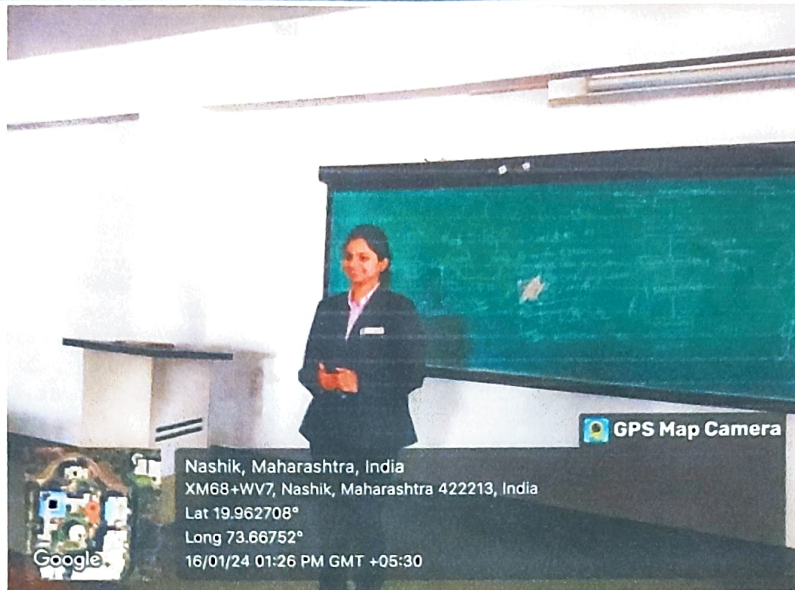 GPS Map Camera
Nashik, Maharashtra, India
XM68+WV7, Nashik, Maharashtra 422213, India
Lat 19.962708°
Long 73.66752°
16/01/24 01:26 PM GMT +05:30
Google